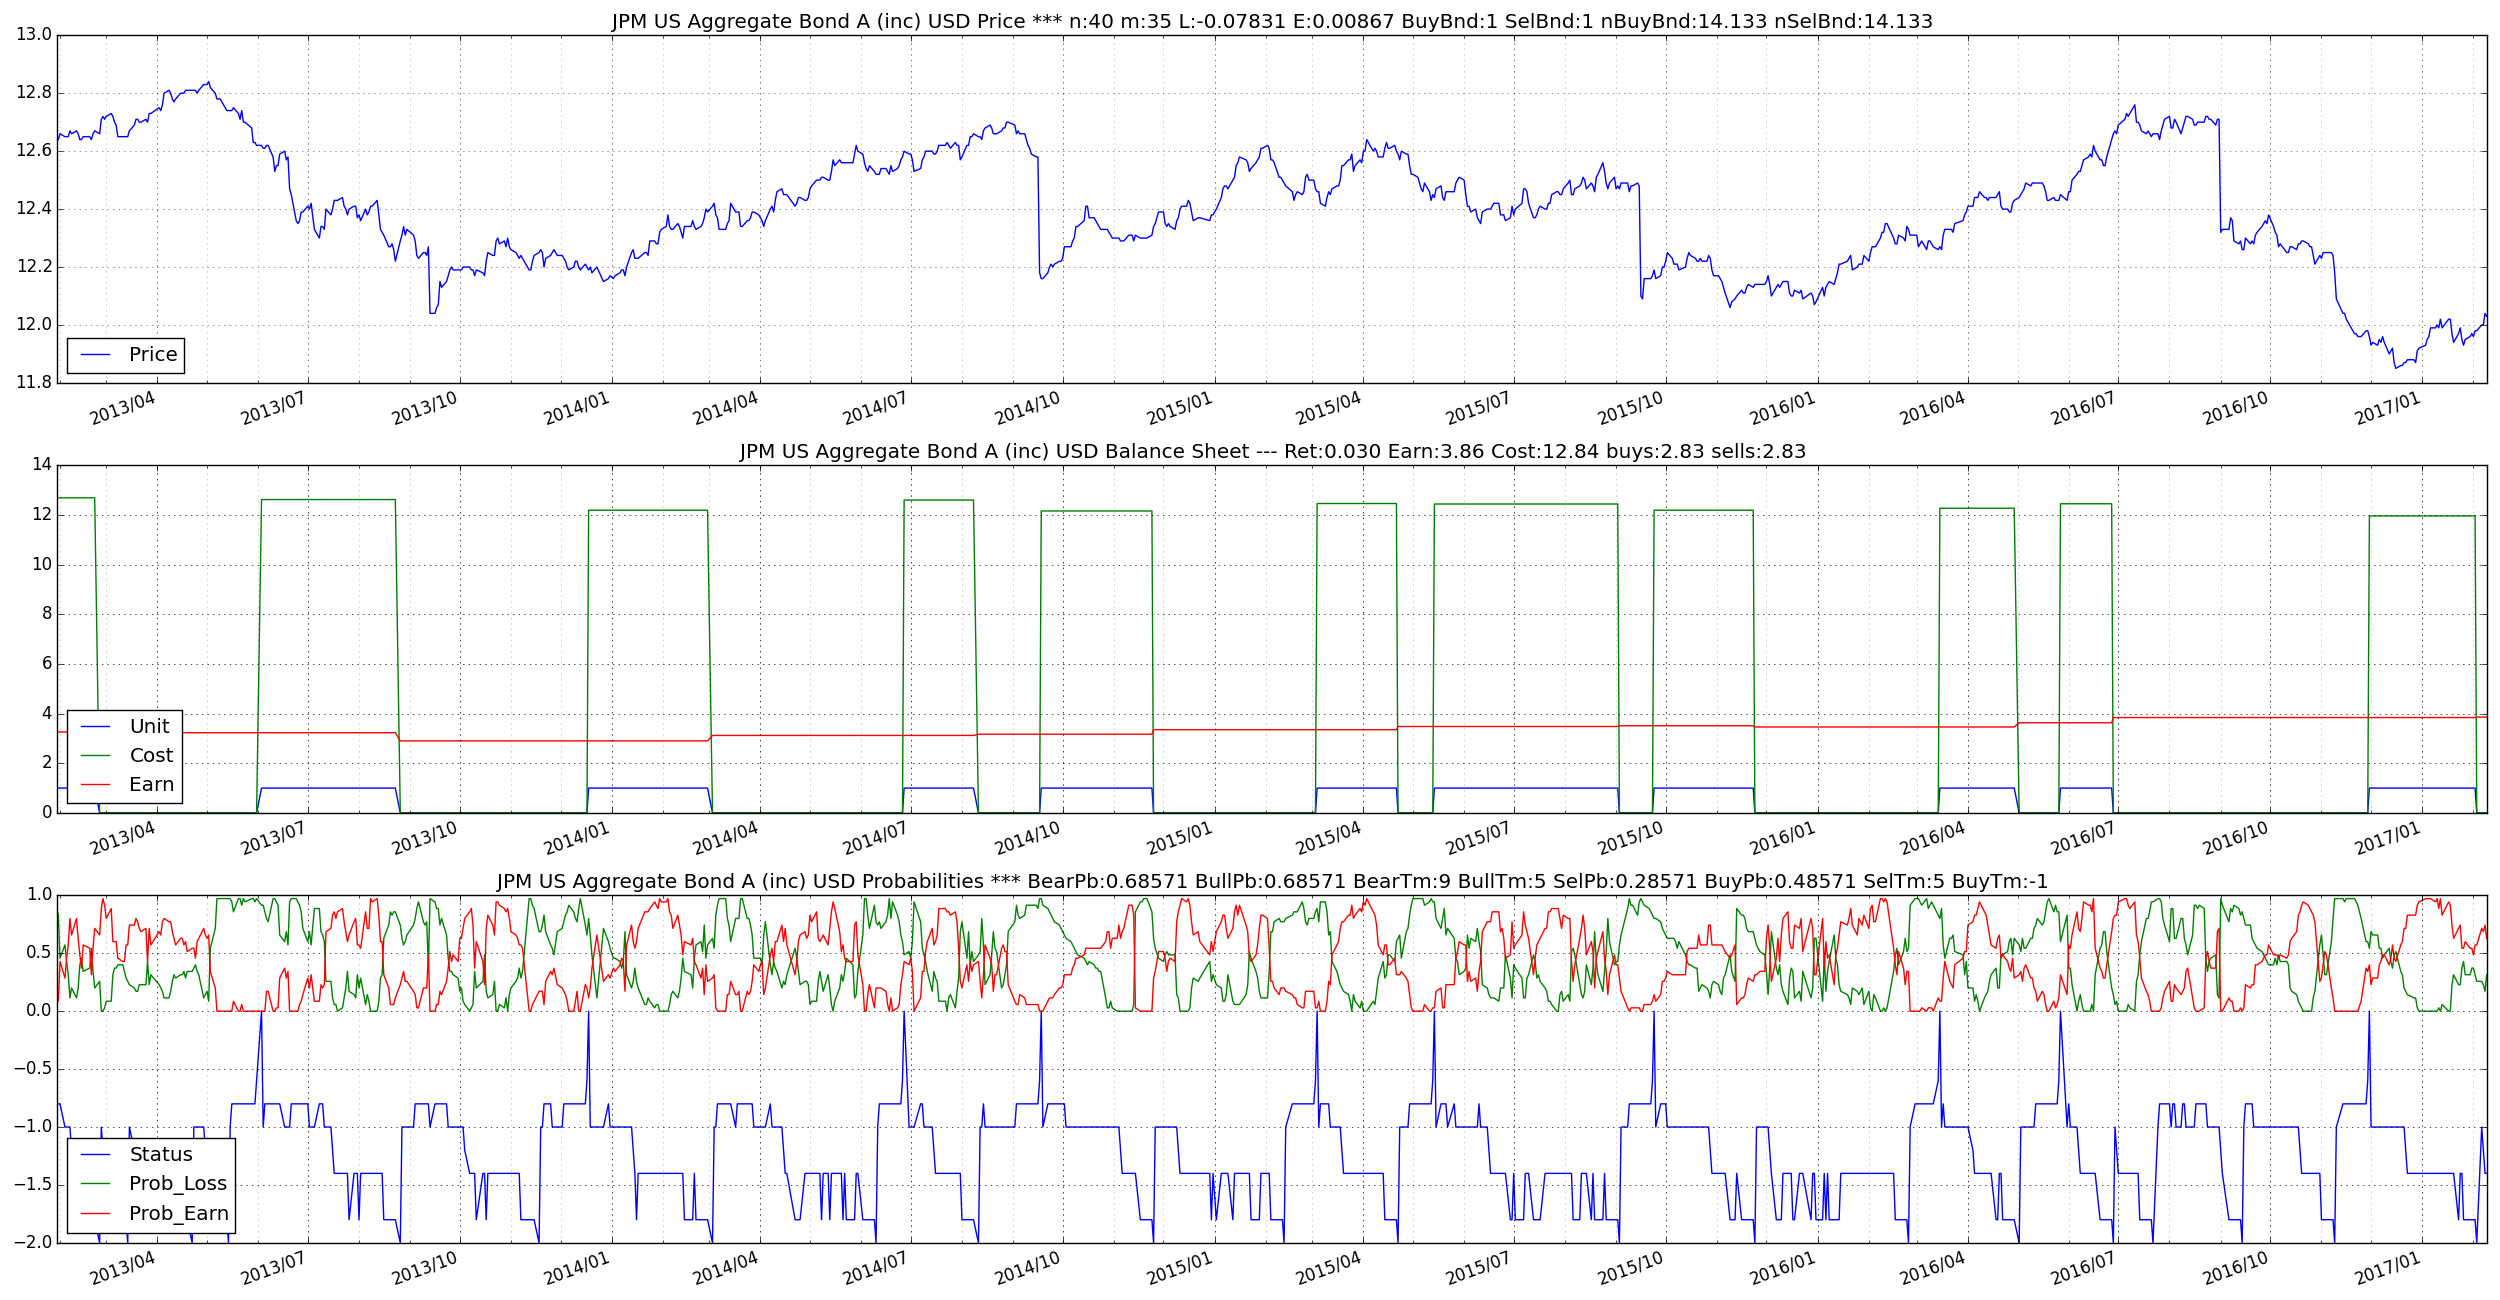 JPM US Aggregate Bond A (inc) USD Price *** n:40 m:35 L:-0.07831 E:0.00867 BuyBnd:1 SelBnd:1 nBuyBnd:14.133 nSelBnd:14.133
13.0
12.8
12.6
12.4
12.2
12.0
11.8
Price
2013/04 2013/07 2013/10 2014/01 2014/04 2014/07 2014/10 2015/01 2015/04 2015/07 2015/10 2016/01 2016/04 2016/07 2016/10 2017/01
JPM US Aggregate Bond A (inc) USD Balance Sheet --- Ret:0.030 Earn:3.86 Cost:12.84 buys:2.83 sells:2.83
14
12
10
8
6
4
2
0
Unit
Cost
Earn
2013/04 2013/07 2013/10 2014/01 2014/04 2014/07 2014/10 2015/01 2015/04 2015/07 2015/10 2016/01 2016/04 2016/07 2016/10 2017/01
JPM US Aggregate Bond A (inc) USD Probabilities *** BearPb:0.68571 BullPb:0.68571 BearTm:9 BullTm:5 SelPb:0.28571 BuyPb:0.48571 SelTm:5 BuyTm:-1
1.0
0.5
0.0
−0.5
−1.0
−1.5
−2.0
Status
Prob_Loss
Prob_Earn
2013/04 2013/07 2013/10 2014/01 2014/04 2014/07 2014/10 2015/01 2015/04 2015/07 2015/10 2016/01 2016/04 2016/07 2016/10 2017/01